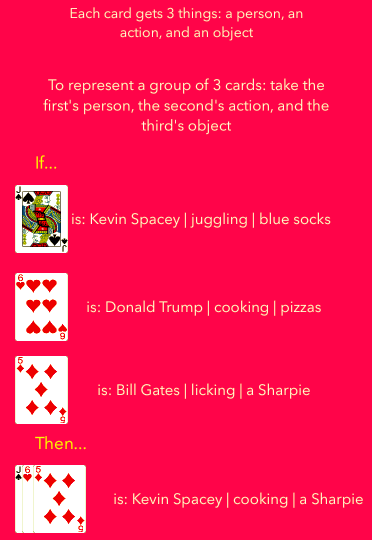 Each card gets 3 things: a person, an
action, and an object
To represent a group of 3 cards: take the
first's person, the second's action, and the
third's object
If...
J
is: Kevin Spacey | juggling | blue socks
J
6
is: Donald Trump | cooking | pizzas
6
5
is: Bill Gates | licking | a Sharpie
5
Then...
J 6 5
is: Kevin Spacey | cooking | a Sharpie
5